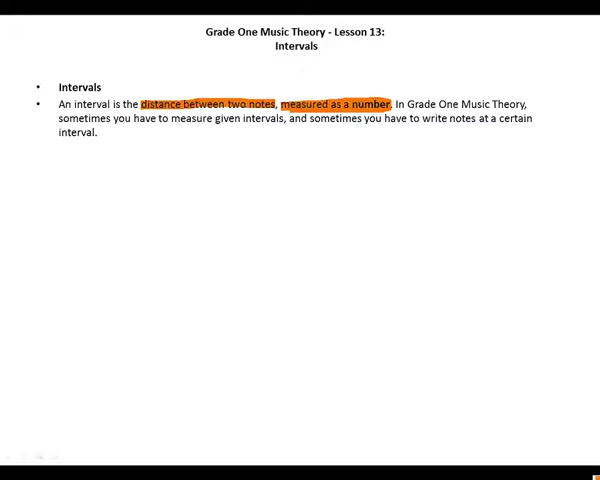 Grade One Music Theory - Lesson 13:
Intervals
• Intervals
• An interval is the distance between two notes, measured as a number. In Grade One Music Theory,
sometimes you have to measure given intervals, and sometimes you have to write notes at a certain
interval.